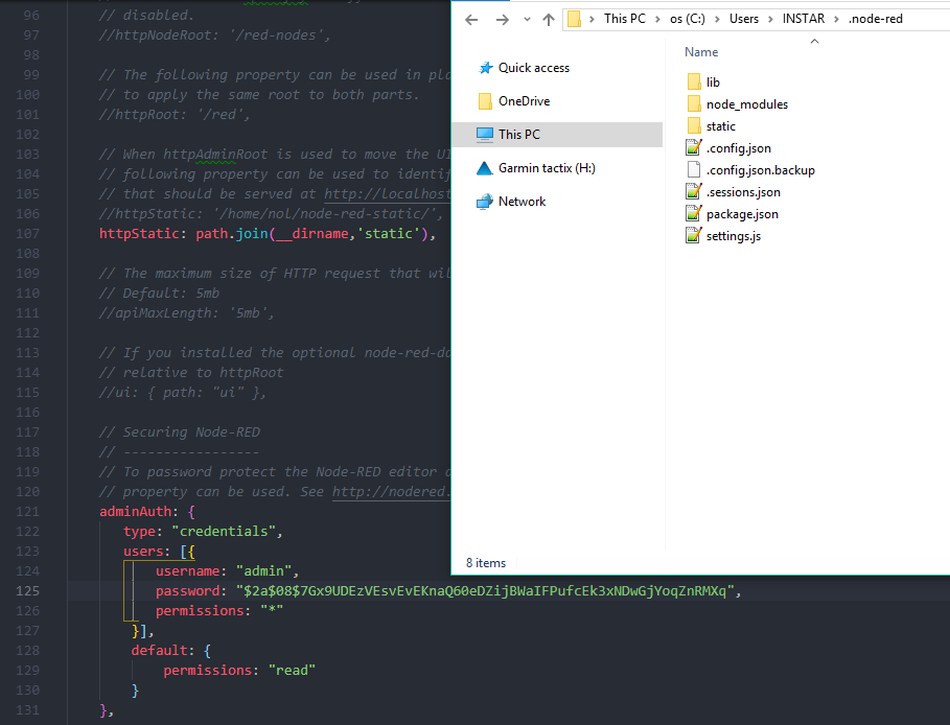 96 // disabled.
97 //httpNodeRoot: '/red-nodes',
98
99 // The following property can be used in pla
100 // to apply the same root to both parts.
101 //httpRoot: '/red',
102
103 // When httpAdminRoot is used to move the UI
104 // following property can be used to identif
105 // that should be served at http://localhost
106 //httpStatic: '/home/nol/node-red-static/',
107 httpStatic: path.join(__dirname,'static'),
108
109 // The maximum size of HTTP request that wil
110 // Default: 5mb
111 //apiMaxLength: '5mb',
112
113 // If you installed the optional node-red-da
114 // relative to httpRoot
115 //ui: { path: "ui" },
116
117 // Securing Node-RED
118 // -----------------
119 // To password protect the Node-RED editor a
120 // property can be used. See http://nodered.
121 adminAuth: {
122 type: "credentials",
123 users: [{
124 username: "admin",
125 password: "$2a$08$7Gx9UDEzVEsvEvEKnaQ60eDZijBWaIFPufcEk3xNDwGjYoqZnRMXq",
126 permissions: "*"
127 }],
128 default: {
129 permissions: "read"
130 }
131 },
This PC > os (C:) > Users > INSTAR > .node-red
Quick access
OneDrive
This PC
Garmin tactix (H:)
Network
Name
lib
node_modules
static
.config.json
.config.json.backup
.sessions.json
package.json
settings.js
8 items